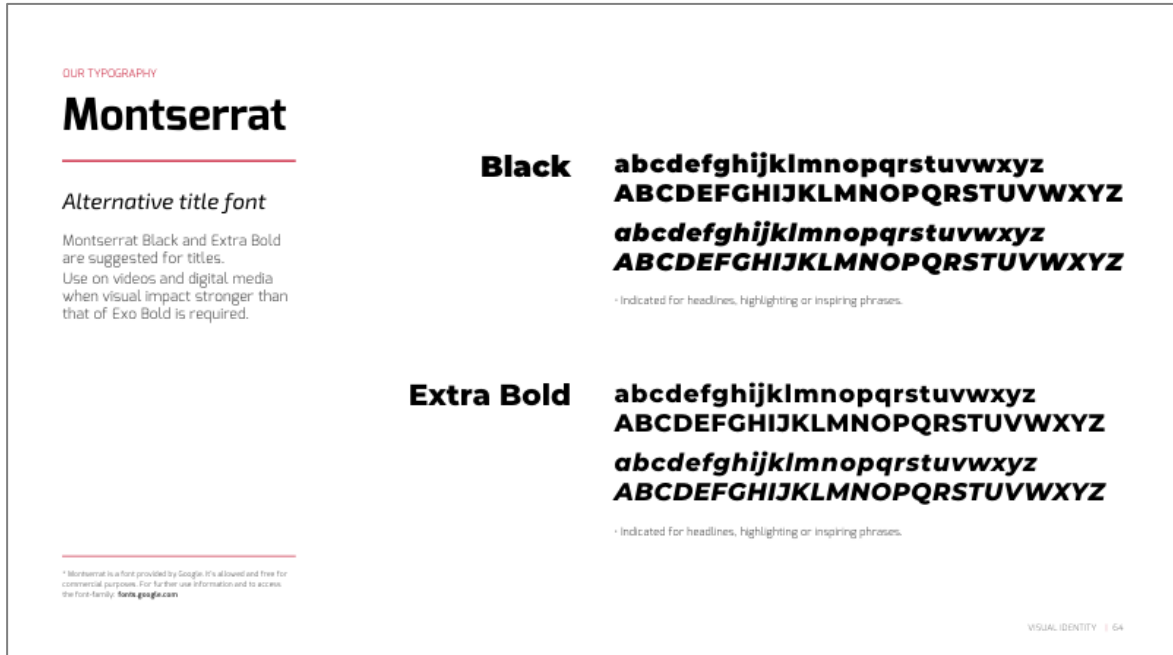 OUR TYPOGRAPHY
Montserrat
Alternative title font
Montserrat Black and Extra Bold
are suggested for titles.
Use on videos and digital media
when visual impact stronger than
that of Exo Bold is required.
Black
abcdefghijklmnopqrstuvwxyz
ABCDEFGHIJKLMNOPQRSTUVWXYZ
abcdefghijklmnopqrstuvwxyz
ABCDEFGHIJKLMNOPQRSTUVWXYZ
• Indicated for headlines, highlighting or inspiring phrases.
Extra Bold
abcdefghijklmnopqrstuvwxyz
ABCDEFGHIJKLMNOPQRSTUVWXYZ
abcdefghijklmnopqrstuvwxyz
ABCDEFGHIJKLMNOPQRSTUVWXYZ
• Indicated for headlines, highlighting or inspiring phrases.
* Montserrat is a font provided by Google. It's allowed and free for
commercial purposes. For further use information and to access
the font-family: fonts.google.com
VISUAL IDENTITY | 64